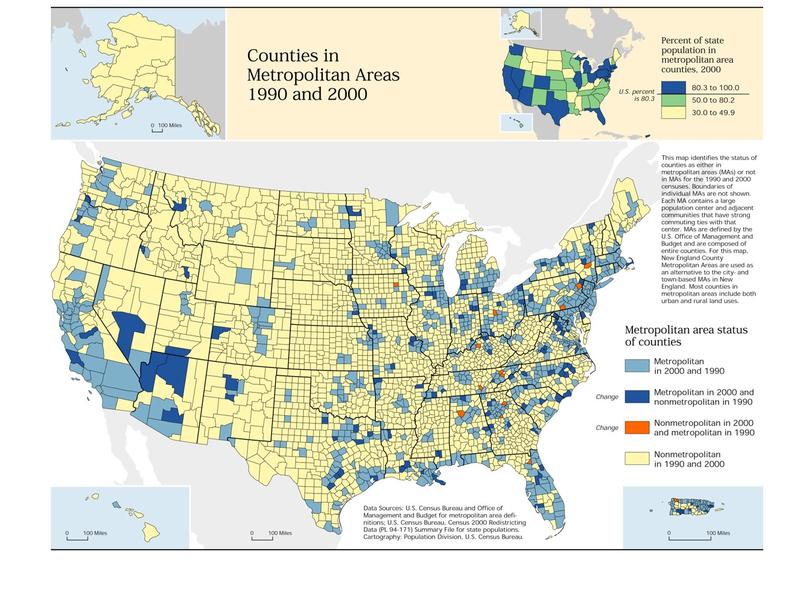 Counties in
Metropolitan Areas
1990 and 2000
0 100 Miles
Percent of state
population in
metropolitan area
counties, 2000
U.S. percent
is 80.3
80.3 to 100.0
50.0 to 80.2
30.0 to 49.9
This map identifies the status of
counties as either in
metropolitan areas (MAs) or not
in MAs for the 1990 and 2000
censuses. Boundaries of
individual MAs are not shown.
Each MA contains a large
population center and adjacent
communities that have strong
commuting ties with that
center. MAs are defined by the
U.S. Office of Management and
Budget and are composed of
entire counties. For this map,
New England County
Metropolitan Areas are used as
an alternative to the city- and
town-based MAs in New
England. Most counties in
metropolitan areas include both
urban and rural land uses.
Metropolitan area status
of counties
Metropolitan
in 2000 and 1990
Change
Metropolitan in 2000 and
nonmetropolitan in 1990
Change
Nonmetropolitan in 2000
and metropolitan in 1990
Nonmetropolitan
in 1990 and 2000
0 100 Miles
0 100 Miles
Data Sources: U.S. Census Bureau and Office of
Management and Budget for metropolitan area defi-
nitions; U.S. Census Bureau, Census 2000 Redistricting
Data (PL 94-171) Summary File for state populations.
Cartography: Population Division, U.S. Census Bureau.
0 100 Miles